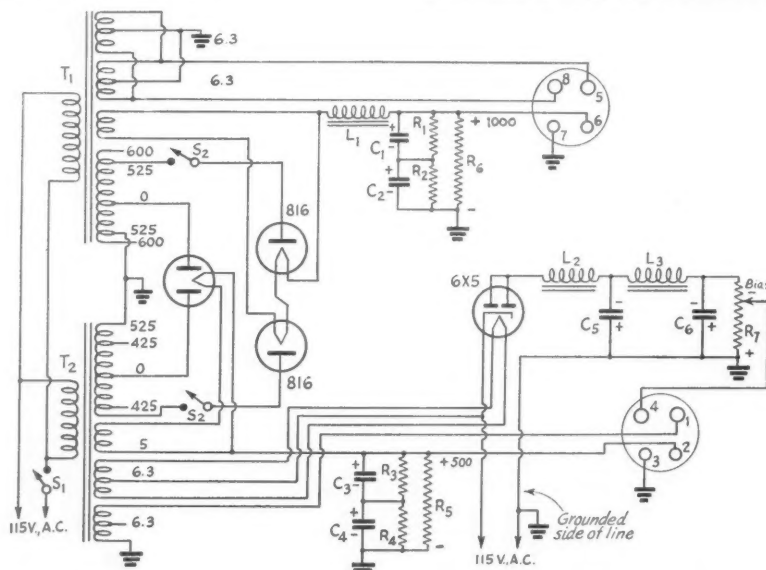 6.3
6.3
T1
600
525
S2
0
525
600
L1
+
C1
-
+
C2
-
R1
R2
+ 1000
R6
-
8
5
7
6
816
816
525
425
0
425
S2
T2
5
6.3
6.3
S1
115V., A.C.
+
C3
-
+
C4
-
R3
R4
+500
R5
-
6X5
L2
L3
-
C5
+
-
C6
+
Bias
-
R7
+
4
1
3
2
Grounded
side of line
115 V., A.C.